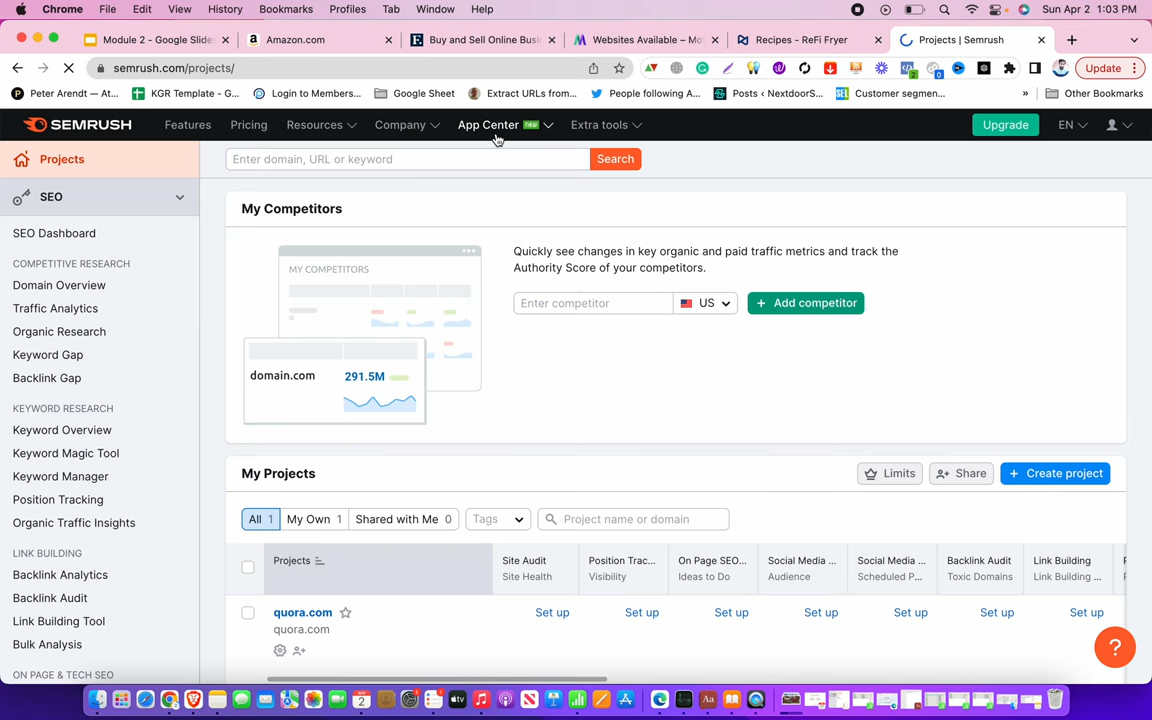 Chrome File Edit View History Bookmarks Profiles Tab Window Help Sun Apr 2 1:03 PM
Module 2 - Google Slide Amazon.com Buy and Sell Online Busi Websites Available – Mo Recipes - ReFi Fryer Projects | Semrush
semrush.com/projects/ Update
Peter Arendt — At... KGR Template - G... Login to Members... Google Sheet Extract URLs from... People following A... Posts ‹ NextdoorS... Customer segmen... » Other Bookmarks
SEMRUSH Features Pricing Resources Company App Center new Extra tools Upgrade EN
Projects
Enter domain, URL or keyword Search
SEO
My Competitors
SEO Dashboard
COMPETITIVE RESEARCH
Domain Overview
Traffic Analytics
Organic Research
Keyword Gap
Backlink Gap
MY COMPETITORS
domain.com 291.5M
Quickly see changes in key organic and paid traffic metrics and track the
Authority Score of your competitors.
Enter competitor US + Add competitor
KEYWORD RESEARCH
Keyword Overview
Keyword Magic Tool
Keyword Manager
Position Tracking
Organic Traffic Insights
LINK BUILDING
Backlink Analytics
Backlink Audit
Link Building Tool
Bulk Analysis
ON PAGE & TECH SEO
My Projects Limits Share + Create project
All 1 My Own 1 Shared with Me 0 Tags Project name or domain
Projects Site Audit Position Trac... On Page SEO... Social Media ... Social Media ... Backlink Audit Link Building
Site Health Visibility Ideas to Do Audience Scheduled P... Toxic Domains Link Building ...
quora.com Set up Set up Set up Set up Set up Set up Set up
quora.com
?